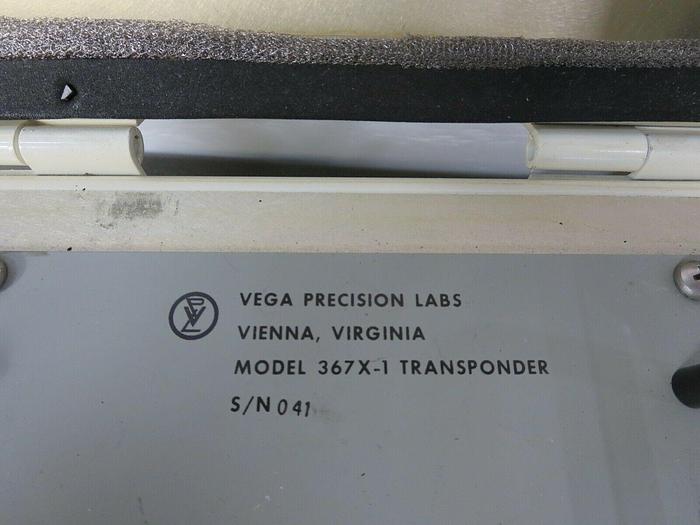 VEGA PRECISION LABS
VIENNA, VIRGINIA
MODEL 367X-1 TRANSPONDER
S/N 041